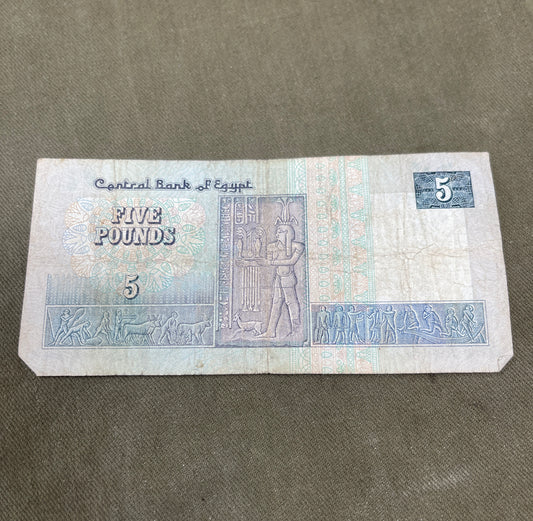 Central Bank of Egypt
5
FIVE
POUNDS
5